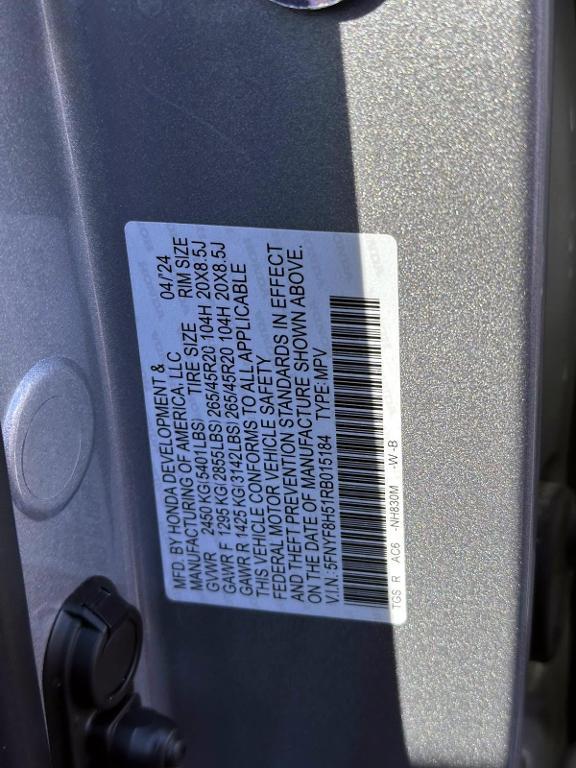 MFD. BY HONDA DEVELOPMENT & 04/'24
MANUFACTURING OF AMERICA, LLC
GVWR 2450 KG(5401LBS) TIRE SIZE RIM SIZE
GAWR F 1295 KG(2855LBS) 265/45R20 104H 20X8.5J
GAWR R 1425 KG(3142LBS) 265/45R20 104H 20X8.5J
THIS VEHICLE CONFORMS TO ALL APPLICABLE
FEDERAL MOTOR VEHICLE SAFETY
AND THEFT PREVENTION STANDARDS IN EFFECT
ON THE DATE OF MANUFACTURE SHOWN ABOVE.
V.I.N.: 5FNYF8H51RB015184 TYPE: MPV
TGS R AC6 -NH830M -W -B